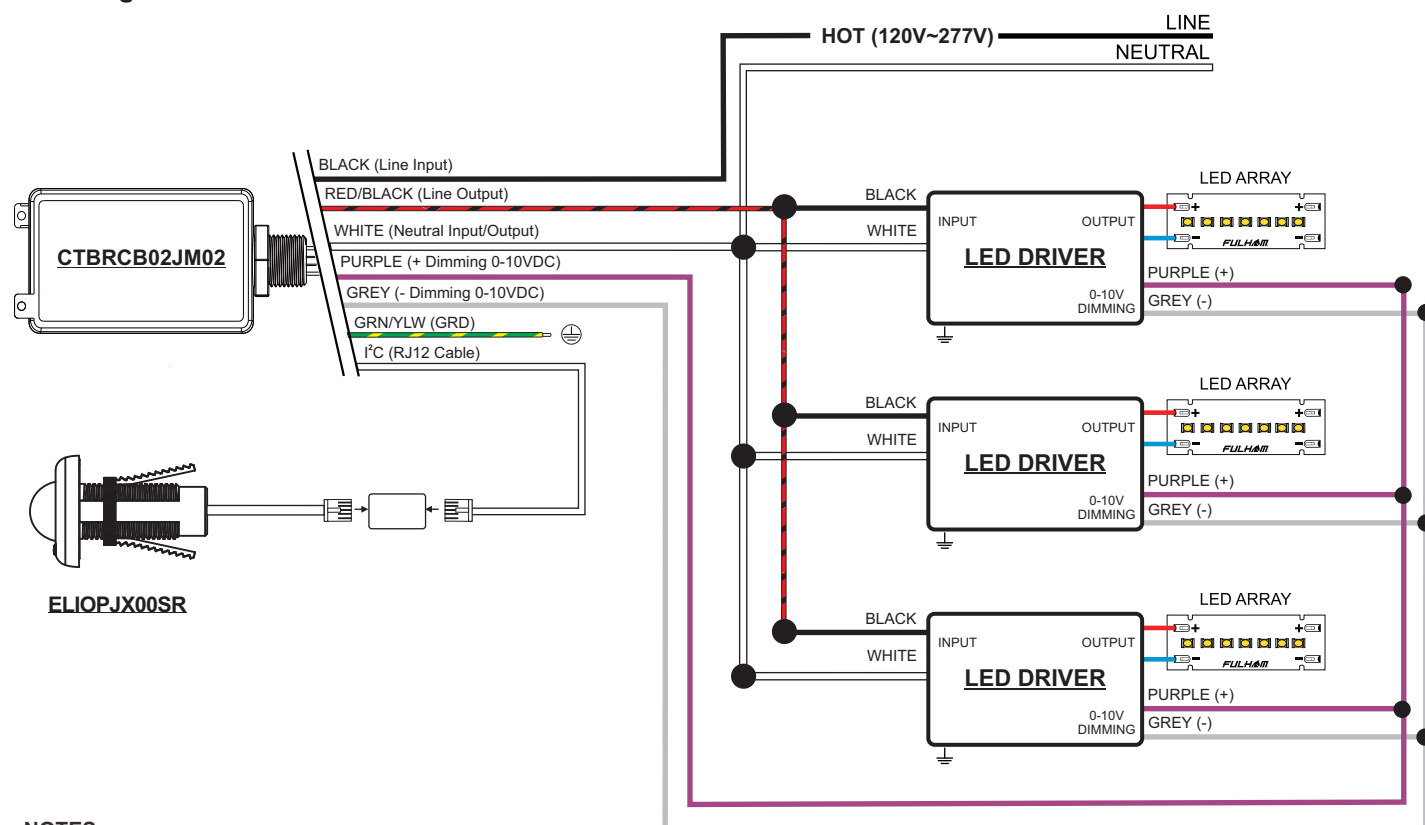 LINE
HOT (120V~277V)
NEUTRAL
BLACK (Line Input)
RED/BLACK (Line Output)
WHITE (Neutral Input/Output)
PURPLE (+ Dimming 0-10VDC)
GREY (- Dimming 0-10VDC)
GRN/YLW (GRD)
I²C (RJ12 Cable)
CTBRCB02JM02
ELIOPJX00SR
BLACK
WHITE
INPUT
OUTPUT
LED DRIVER
0-10V
DIMMING
LED ARRAY
+ +
- -
FULHAM
PURPLE (+)
GREY (-)
BLACK
WHITE
INPUT
OUTPUT
LED DRIVER
0-10V
DIMMING
LED ARRAY
+ +
- -
FULHAM
PURPLE (+)
GREY (-)
BLACK
WHITE
INPUT
OUTPUT
LED DRIVER
0-10V
DIMMING
LED ARRAY
+ +
- -
FULHAM
PURPLE (+)
GREY (-)
NOTES